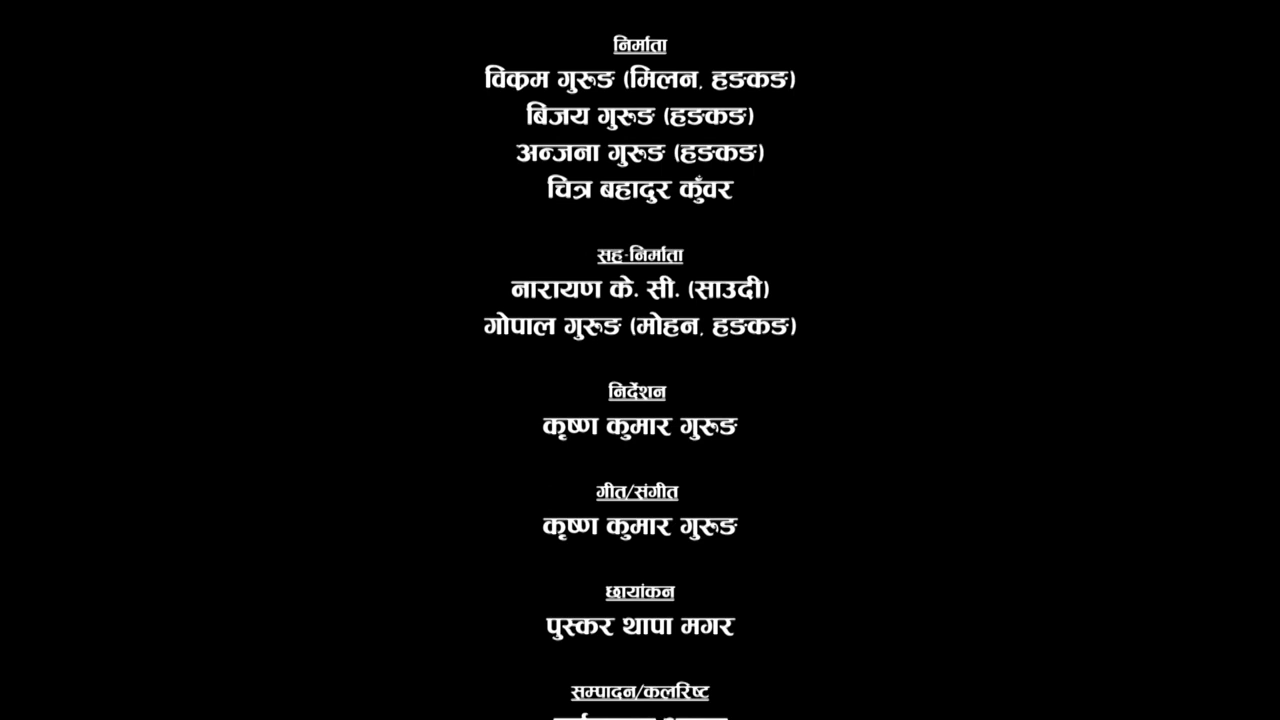 निर्माता
विक्रम गुरुङ (मिलन, हङकङ)
बिजय गुरुङ (हङकङ)
अन्जना गुरुङ (हङकङ)
चित्र बहादुर कुँवर
सह-निर्माता
नारायण के. सी. (साउदी)
गोपाल गुरुङ (मोहन, हङकङ)
निर्देशन
कृष्ण कुमार गुरुङ
गीत/संगीत
कृष्ण कुमार गुरुङ
छायांकन
पुस्कर थापा मगर
सम्पादन/कलरिष्ट